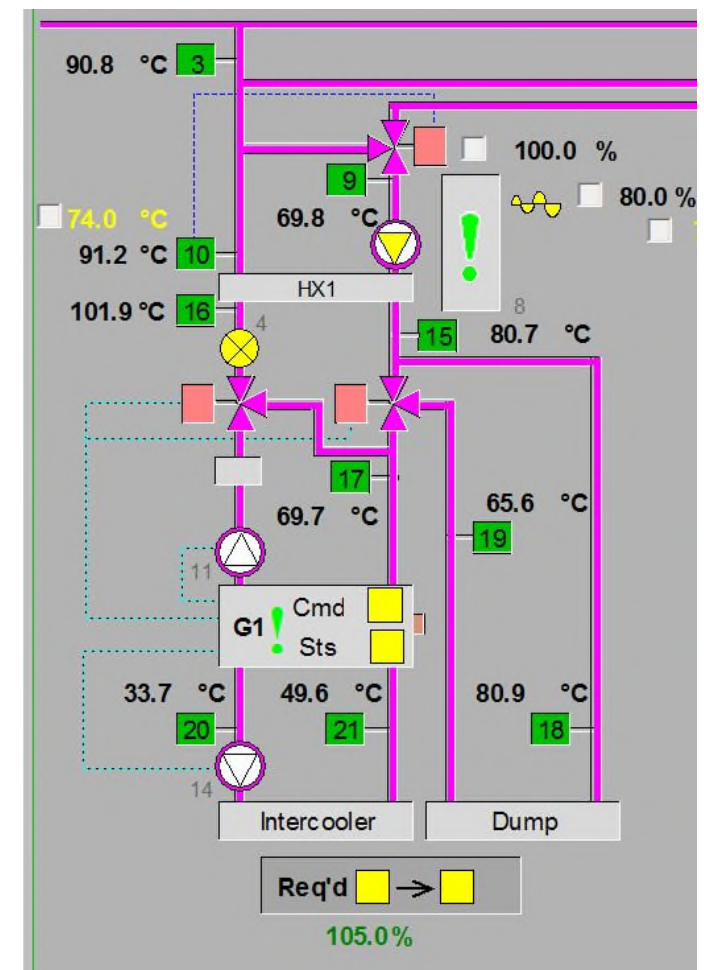 90.8 °C 3
100.0 %
9
80.0 %
74.0 °C
69.8 °C
91.2 °C 10
HX1
101.9 °C 16
4
8
15 80.7 °C
17
69.7 °C
65.6 °C
19
11
G1 ! Cmd
Sts
33.7 °C
49.6 °C
80.9 °C
20
21
18
14
Intercooler
Dump
Req'd ->
105.0%